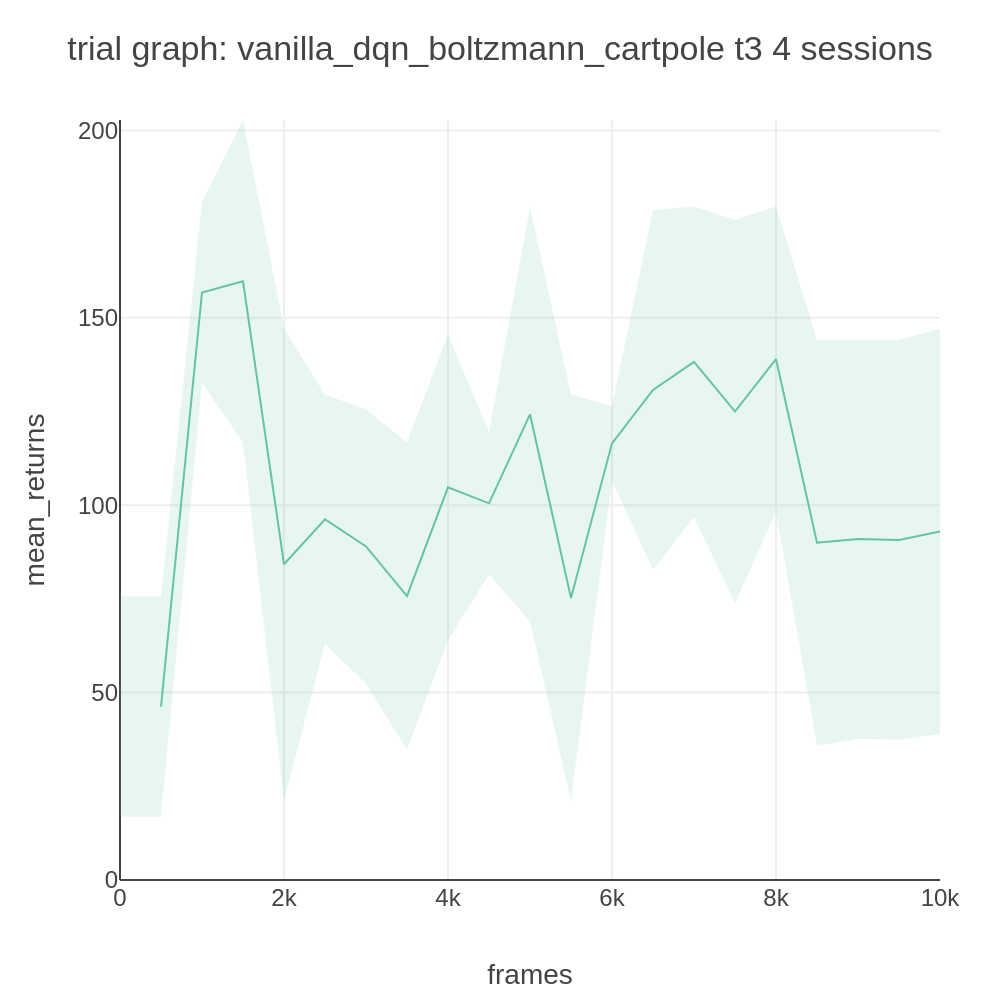 trial graph: vanilla_dqn_boltzmann_cartpole t3 4 sessions
200
150
100
50
0
mean_returns
0 2k 4k 6k 8k 10k
frames